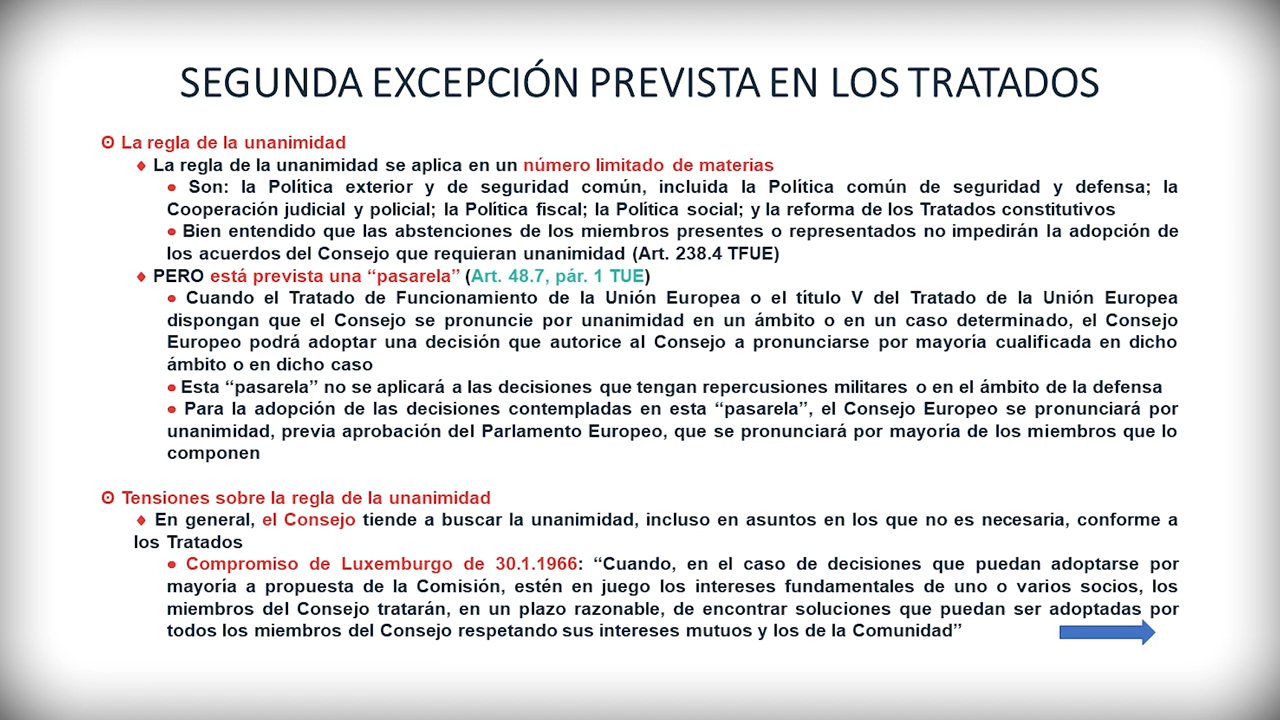 SEGUNDA EXCEPCIÓN PREVISTA EN LOS TRATADOS
La regla de la unanimidad
La regla de la unanimidad se aplica en un número limitado de materias
Son: la Política exterior y de seguridad común, incluida la Política común de seguridad y defensa; la
Cooperación judicial y policial; la Política fiscal; la Política social; y la reforma de los Tratados constitutivos
Bien entendido que las abstenciones de los miembros presentes o representados no impedirán la adopción de
los acuerdos del Consejo que requieran unanimidad (Art. 238.4 TFUE)
PERO está prevista una “pasarela” (Art. 48.7, pár. 1 TUE)
Cuando el Tratado de Funcionamiento de la Unión Europea o el título V del Tratado de la Unión Europea
dispongan que el Consejo se pronuncie por unanimidad en un ámbito o en un caso determinado, el Consejo
Europeo podrá adoptar una decisión que autorice al Consejo a pronunciarse por mayoría cualificada en dicho
ámbito o en dicho caso
Esta “pasarela” no se aplicará a las decisiones que tengan repercusiones militares o en el ámbito de la defensa
Para la adopción de las decisiones contempladas en esta “pasarela”, el Consejo Europeo se pronunciará por
unanimidad, previa aprobación del Parlamento Europeo, que se pronunciará por mayoría de los miembros que lo
componen
Tensiones sobre la regla de la unanimidad
En general, el Consejo tiende a buscar la unanimidad, incluso en asuntos en los que no es necesaria, conforme a
los Tratados
Compromiso de Luxemburgo de 30.1.1966: “Cuando, en el caso de decisiones que puedan adoptarse por
mayoría a propuesta de la Comisión, estén en juego los intereses fundamentales de uno o varios socios, los
miembros del Consejo tratarán, en un plazo razonable, de encontrar soluciones que puedan ser adoptadas por
todos los miembros del Consejo respetando sus intereses mutuos y los de la Comunidad”